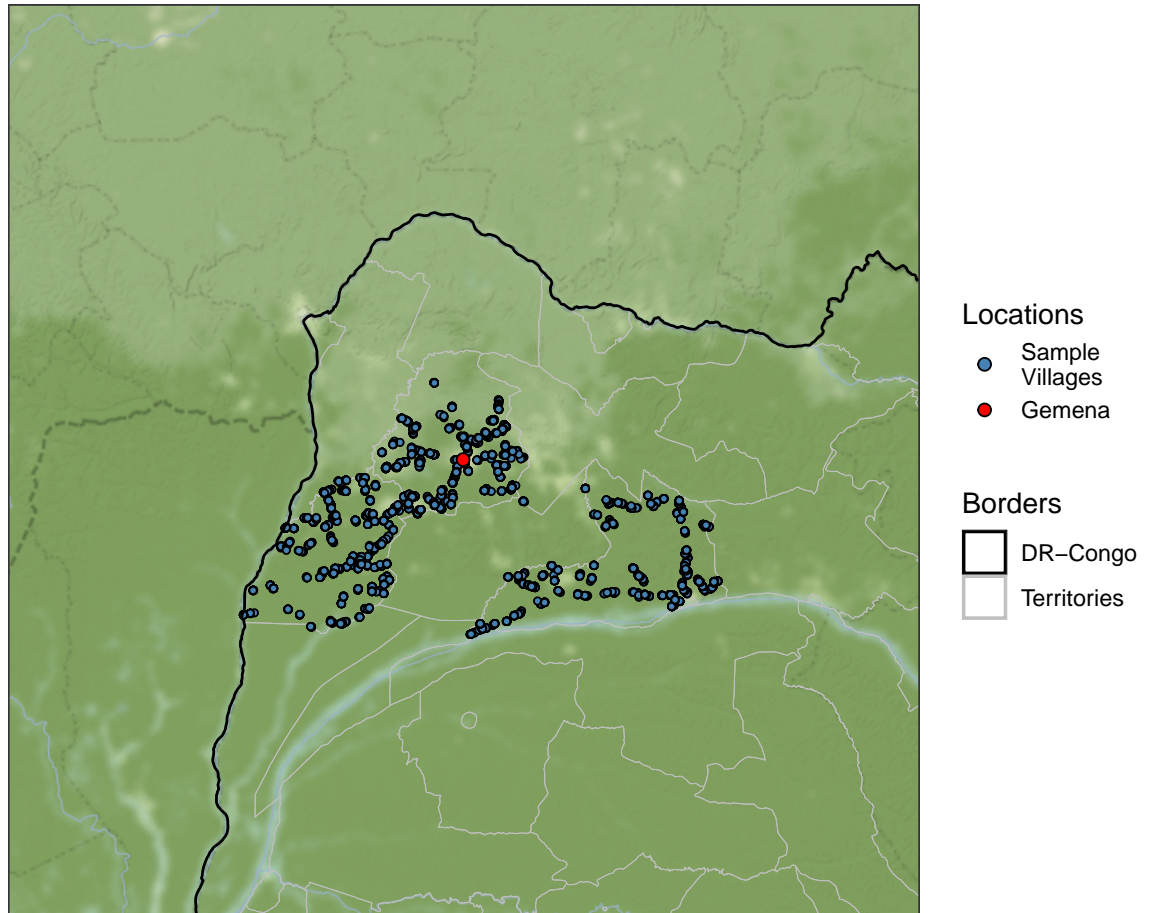 Locations
Sample
Villages
Gemena
Borders
DR−Congo
Territories